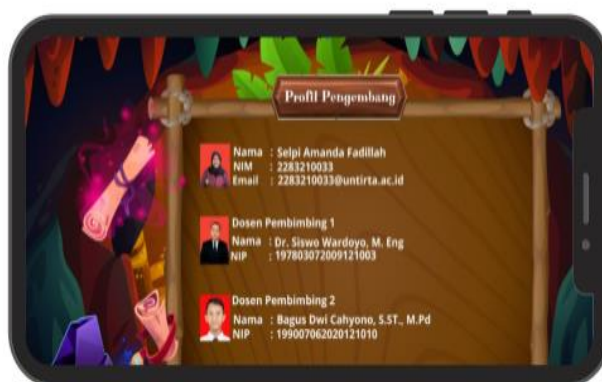 Profil Pengembang
Nama : Selpi Amanda Fadillah
NIM : 2283210033
Email : 2283210033@untirta.ac.id
Dosen Pembimbing 1
Nama : Dr. Siswo Wardoyo, M. Eng
NIP : 197803072009121003
Dosen Pembimbing 2
Nama : Bagus Dwi Cahyono, S.ST., M.Pd
NIP : 199007062020121010